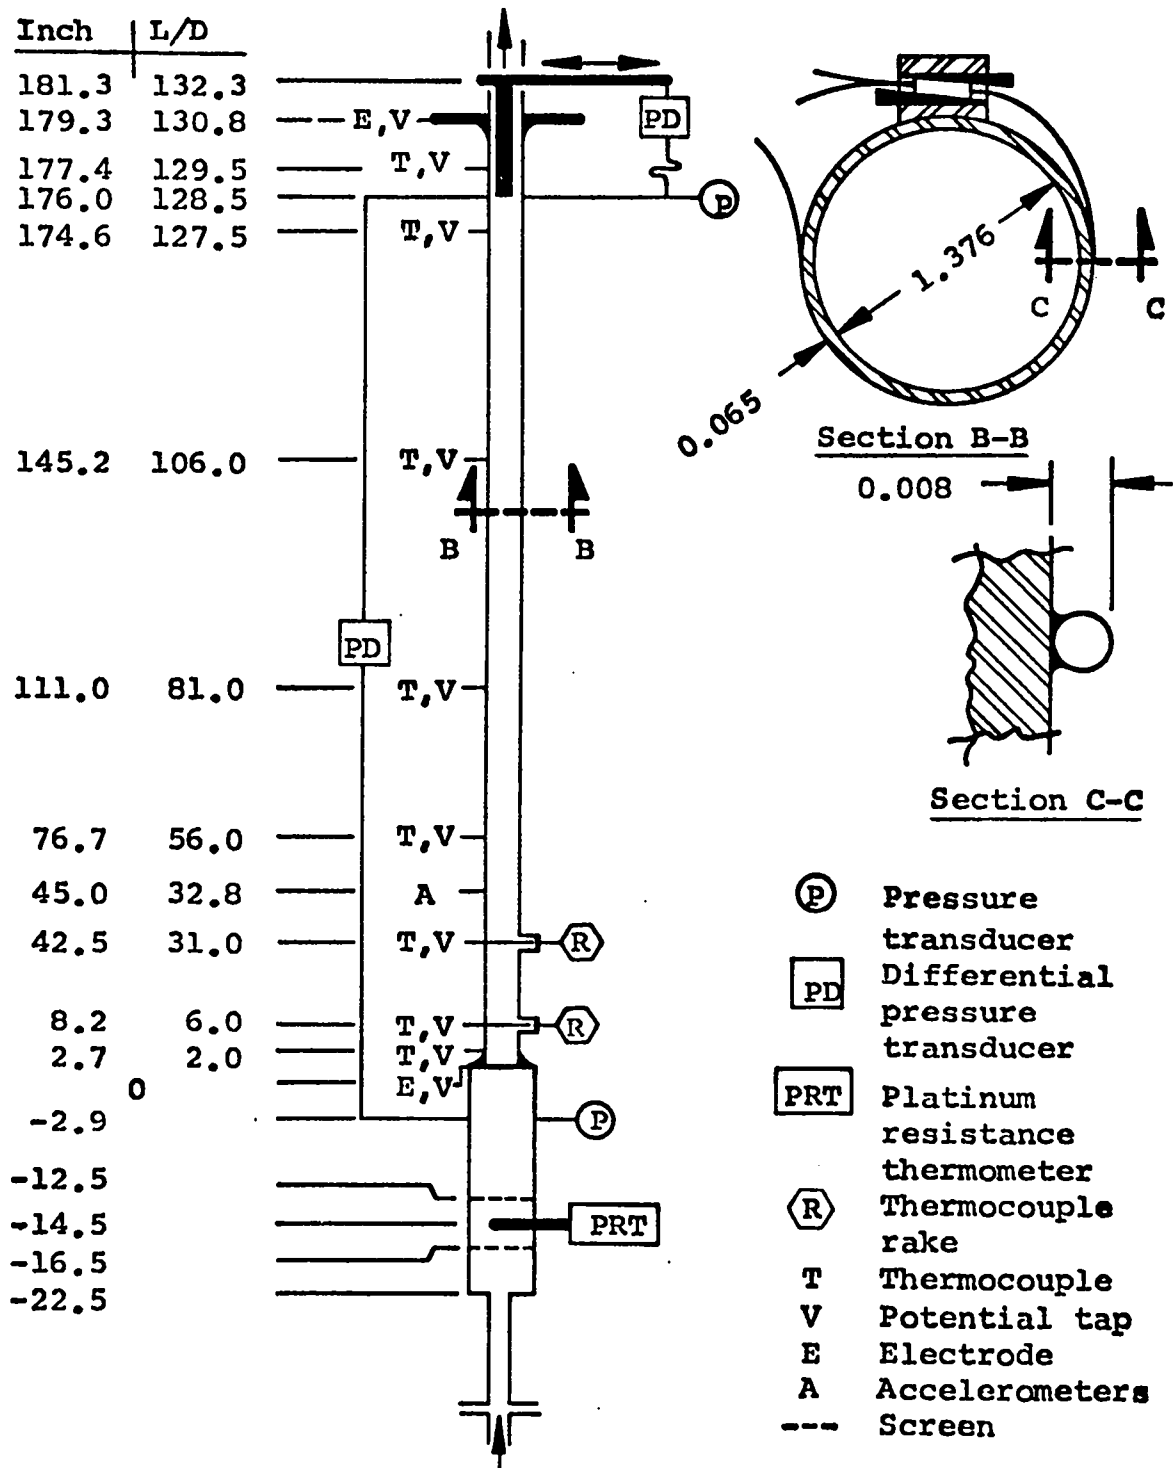 Inch L/D
181.3 132.3
179.3 130.8 E,V
PD
177.4 129.5 T,V
176.0 128.5
P
174.6 127.5 T,V
145.2 106.0 T,V
B B
PD
111.0 81.0 T,V
76.7 56.0 T,V
45.0 32.8 A
42.5 31.0 T,V R
8.2 6.0 T,V R
2.7 2.0 T,V
0 E,V
-2.9 P
-12.5
-14.5 PRT
-16.5
-22.5
1.376
C C
0.065
Section B-B
0.008
Section C-C
P Pressure
transducer
PD Differential
pressure
transducer
PRT Platinum
resistance
thermometer
R Thermocouple
rake
T Thermocouple
V Potential tap
E Electrode
A Accelerometers
--- Screen